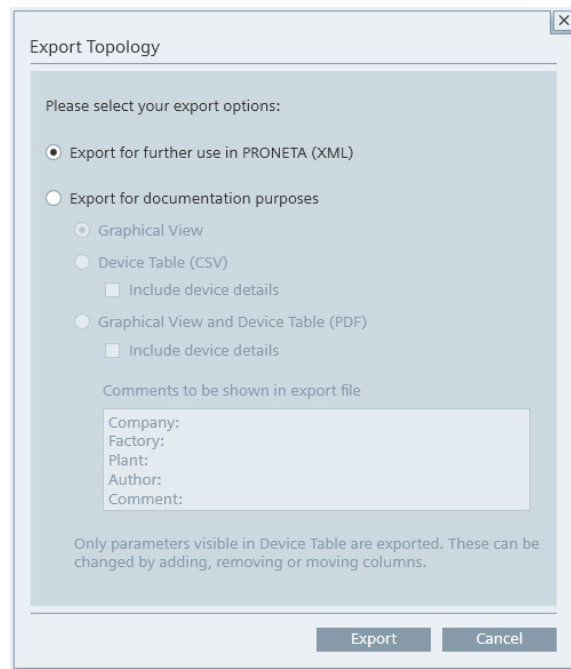 Export Topology
Please select your export options:
Export for further use in PRONETA (XML)
Export for documentation purposes
Graphical View
Device Table (CSV)
Include device details
Graphical View and Device Table (PDF)
Include device details
Comments to be shown in export file
Company:
Factory:
Plant:
Author:
Comment:
Only parameters visible in Device Table are exported. These can be
changed by adding, removing or moving columns.
Export Cancel